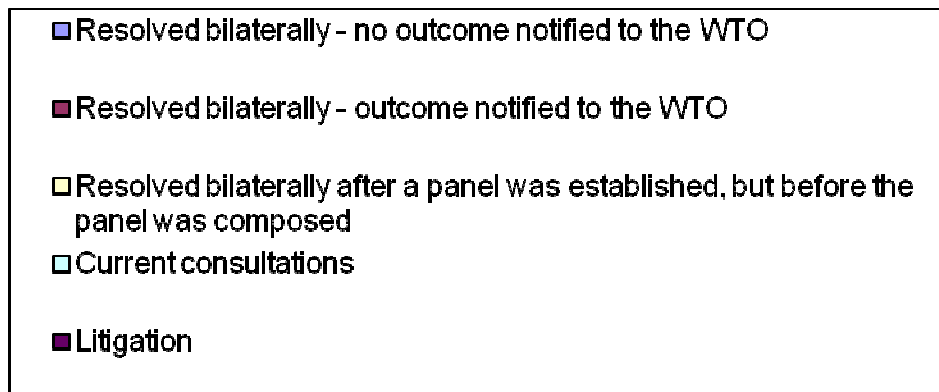 Resolved bilaterally - no outcome notified to the WTO
Resolved bilaterally - outcome notified to the WTO
Resolved bilaterally after a panel was established, but before the
panel was composed
Current consultations
Litigation